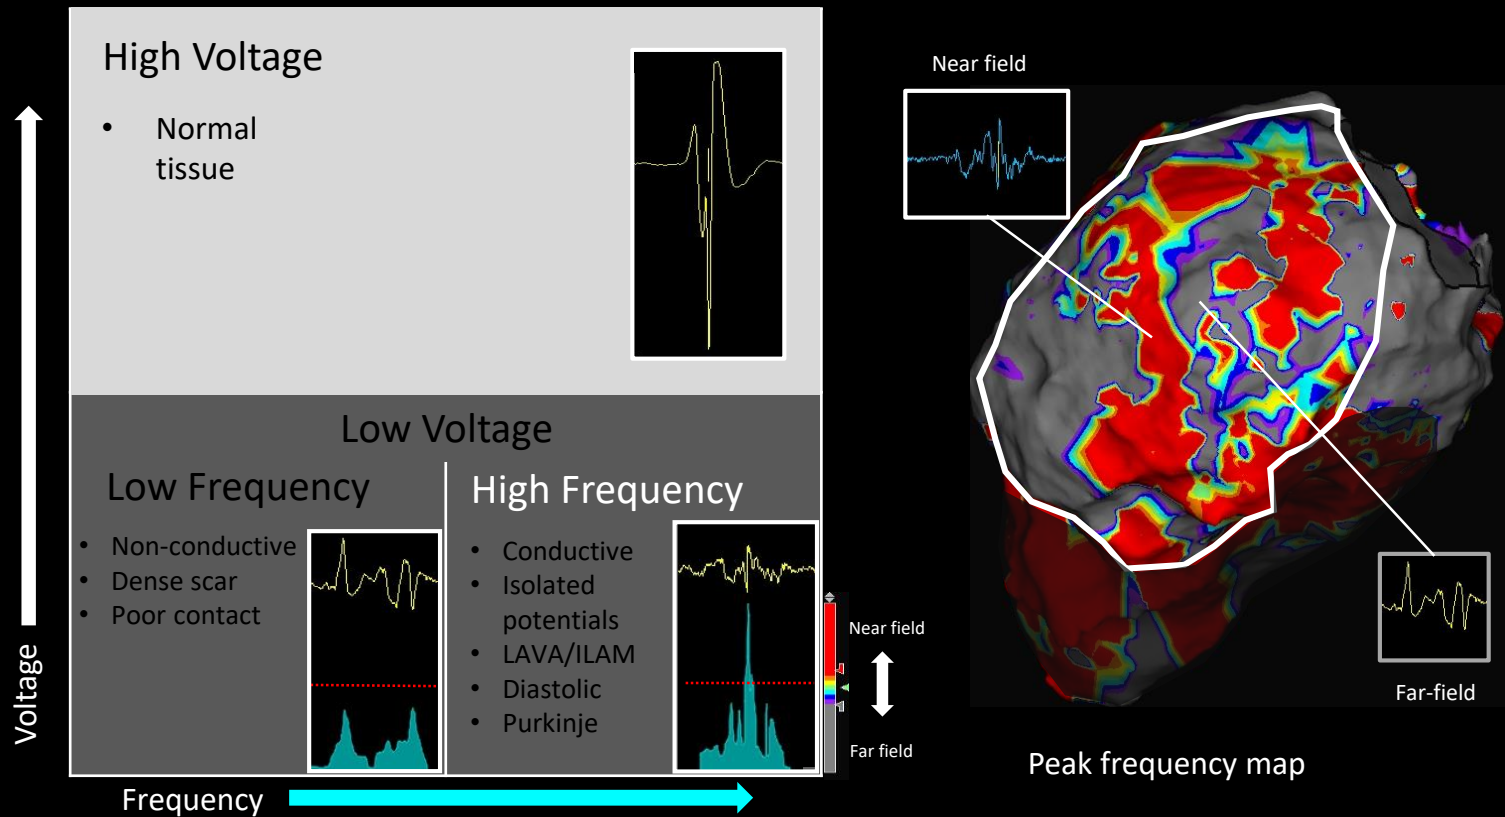 High Voltage
• Normal
tissue
Low Voltage
Low Frequency
• Non-conductive
• Dense scar
• Poor contact
High Frequency
• Conductive
• Isolated
potentials
• LAVA/ILAM
• Diastolic
• Purkinje
Voltage
Frequency
Near field
Far field
Near field
Far-field
Peak frequency map